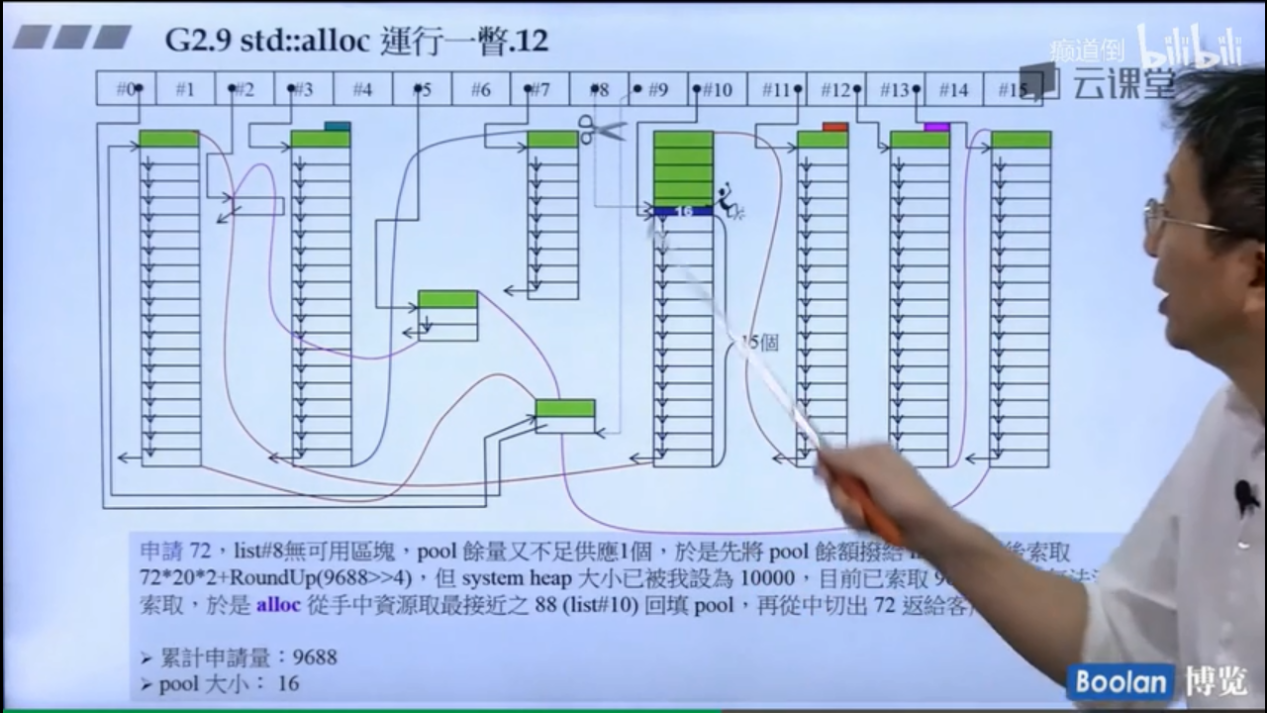 G2.9 std::alloc 運行一瞥.12
癫道倒 bilibili
云课堂
#0 #1 #2 #3 #4 #5 #6 #7 #8 #9 #10 #11 #12 #13 #14 #15
16
15個
申請 72，list#8無可用區塊，pool 餘量又不足供應1個，於是先將 pool 餘額撥給 後索取
72*20*2+RoundUp(9688>>4)，但 system heap 大小已被我設為 10000，目前已索取
索取，於是 alloc 從手中資源取最接近之 88 (list#10) 回填 pool，再從中切出 72 返給客
➢ 累計申請量：9688
➢ pool 大小： 16
Boolan 博览